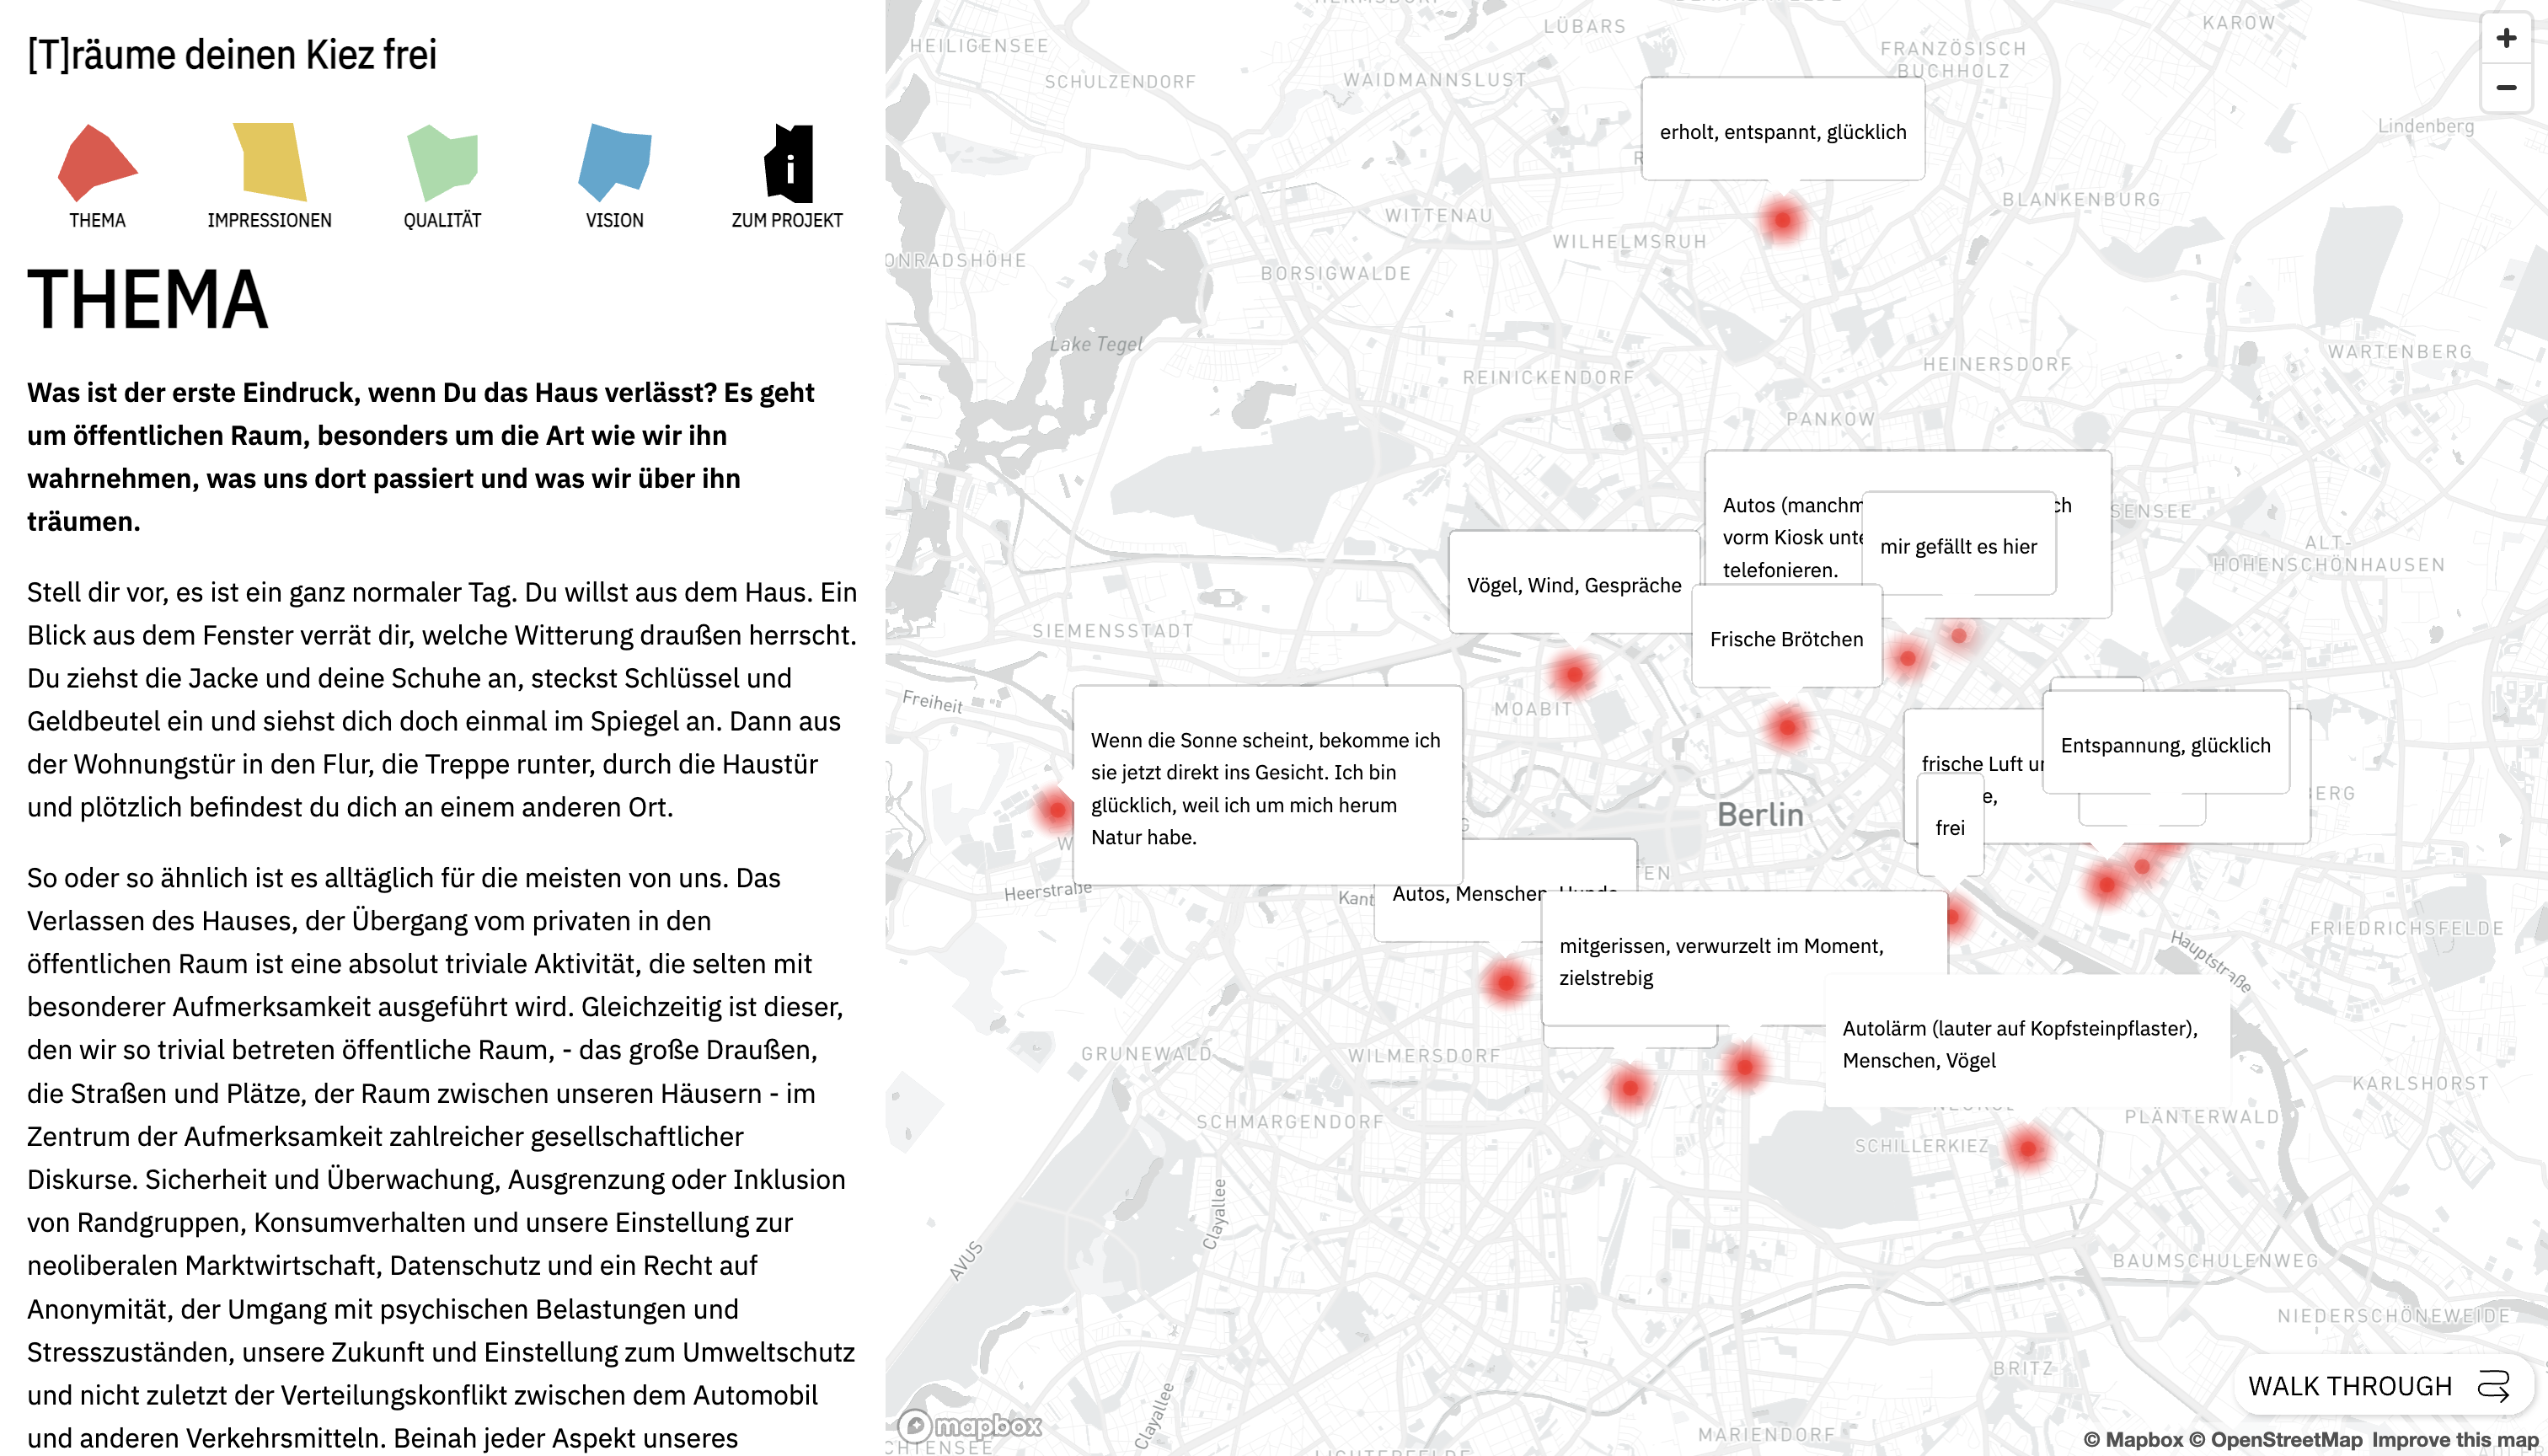 [T]räume deinen Kiez frei
THEMA
IMPRESSIONEN
QUALITÄT
VISION
i
ZUM PROJEKT
THEMA
Was ist der erste Eindruck, wenn Du das Haus verlässt? Es geht
um öffentlichen Raum, besonders um die Art wie wir ihn
wahrnehmen, was uns dort passiert und was wir über ihn
träumen.
Stell dir vor, es ist ein ganz normaler Tag. Du willst aus dem Haus. Ein
Blick aus dem Fenster verrät dir, welche Witterung draußen herrscht.
Du ziehst die Jacke und deine Schuhe an, steckst Schlüssel und
Geldbeutel ein und siehst dich doch einmal im Spiegel an. Dann aus
der Wohnungstür in den Flur, die Treppe runter, durch die Haustür
und plötzlich befindest du dich an einem anderen Ort.
So oder so ähnlich ist es alltäglich für die meisten von uns. Das
Verlassen des Hauses, der Übergang vom privaten in den
öffentlichen Raum ist eine absolut triviale Aktivität, die selten mit
besonderer Aufmerksamkeit ausgeführt wird. Gleichzeitig ist dieser,
den wir so trivial betreten öffentliche Raum, - das große Draußen,
die Straßen und Plätze, der Raum zwischen unseren Häusern - im
Zentrum der Aufmerksamkeit zahlreicher gesellschaftlicher
Diskurse. Sicherheit und Überwachung, Ausgrenzung oder Inklusion
von Randgruppen, Konsumverhalten und unsere Einstellung zur
neoliberalen Marktwirtschaft, Datenschutz und ein Recht auf
Anonymität, der Umgang mit psychischen Belastungen und
Stresszuständen, unsere Zukunft und Einstellung zum Umweltschutz
und nicht zuletzt der Verteilungskonflikt zwischen dem Automobil
und anderen Verkehrsmitteln. Beinah jeder Aspekt unseres
LÜBARS
KAROW
HEILIGENSEE
FRANZÖSISCH
BUCHHOLZ
SCHULZENDORF
WAIDMANNSLUST
Lindenberg
erholt, entspannt, glücklich
BLANKENBURG
WITTENAU
WILHELMSRUH
ONRADSHÖHE
BORSIGWALDE
Lake Tegel
WARTENBERG
HEINERSDORF
REINICKENDORF
PANKOW
Autos (manchm
ch
vorm Kiosk unte
telefonieren.
mir gefällt es hier
SENSEE
ALT-
HOHENSCHÖNHAUSEN
Vögel, Wind, Gespräche
Frische Brötchen
SIEMENSSTADT
Freiheit
MOABIT
Wenn die Sonne scheint, bekomme ich
sie jetzt direkt ins Gesicht. Ich bin
glücklich, weil ich um mich herum
Natur habe.
Entspannung, glücklich
frische Luft
e,
frei
BERG
Berlin
TEN
Heerstraße
Kant
Autos, Menschen, Hunde
mitgerissen, verwurzelt im Moment,
zielstrebig
FRIEDRICHSFELDE
Hauptstraße
Autolärm (lauter auf Kopfsteinpflaster),
Menschen, Vögel
GRUNEWALD
WILMERSDORF
KARLSHORST
SCHMARGENDORF
PLÄNTERWALD
SCHILLERKIEZ
Clayallee
AVUS
BAUMSCHULENWEG
NIEDERSCHÖNEWEIDE
BRITZ
WALK THROUGH
Clayallee
mapbox
MARIENDORF
© Mapbox © OpenStreetMap Improve this map